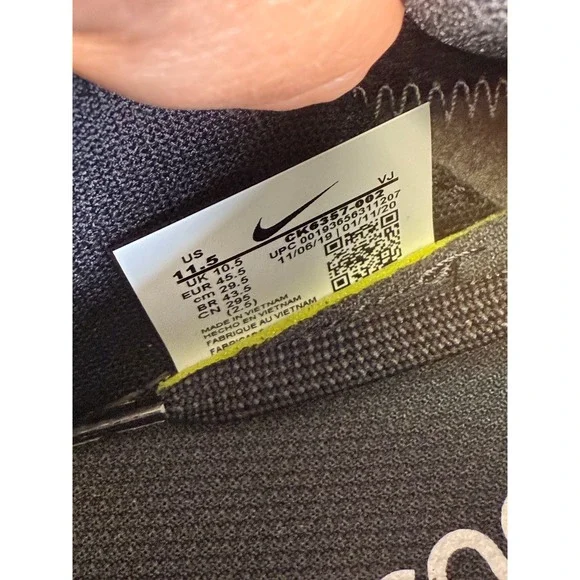 US
11.5
UK 10.5
EUR 45.5
cm 29.5
BR 43.5
CN 295
(2.5)
MADE IN VIETNAM
HECHO EN VIETNAM
FABRIQUE AU VIETNAM
VJ
CK6357-002
UPC 00193656311207
11/06/19 | 01/11/20